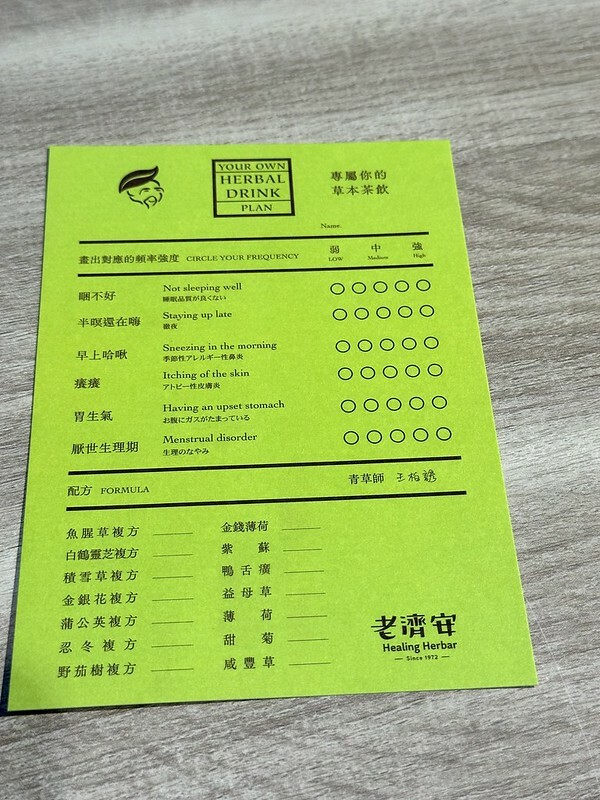 YOUR OWN
HERBAL
DRINK
PLAN
專屬你的
草本茶飲
Name.
畫出對應的頻率強度 CIRCLE YOUR FREQUENCY
弱 中 強
LOW Medium High
睏不好 Not sleeping well
睡眠品質が良くない
半暝還在嗨 Staying up late
徹夜
早上哈啾 Sneezing in the morning
季節性アレルギー性鼻炎
癢癢 Itching of the skin
アトピー性皮膚炎
胃生氣 Having an upset stomach
お腹にガスがたまっている
厭世生理期 Menstrual disorder
生理のなやみ
配方 FORMULA 青草師 王柏諺
魚腥草複方 金錢薄荷
白鶴靈芝複方 紫蘇
積雪草複方 鴨舌癀
金銀花複方 益母草
蒲公英複方 薄荷
忍冬複方 甜菊
野茄樹複方 咸豐草
老濟安
Healing Herbar
Since 1972